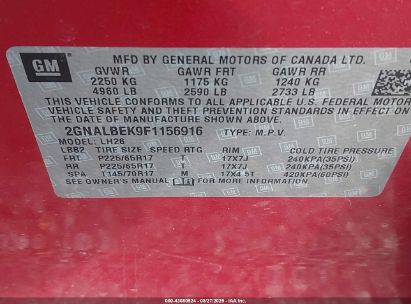 GM
MFD BY GENERAL MOTORS OF CANADA LTD.
GVWR GAWR FRT GAWR RR
2250 KG 1175 KG 1240 KG
4960 LB 2590 LB 2733 LB
THIS VEHICLE CONFORMS TO ALL APPLICABLE U.S. FEDERAL MOTOR
VEHICLE SAFETY AND THEFT PREVENTION STANDARDS IN EFFECT ON
THE DATE OF MANUFACTURE SHOWN ABOVE.
2GNALBEK9F1156916 TYPE: M.P.V.
MODEL: LH26
LBB2 TIRE SIZE SPEED RTG RIM COLD TIRE PRESSURE
FRT P225/65R17 T 17X7J 240KPA(35PSI)
RR P225/65R17 T 17X7J 240KPA(35PSI)
SPA T145/70R17 M 17X4.5T 420KPA(60PSI)
SEE OWNER'S MANUAL FOR ADDITIONAL INFORMATION